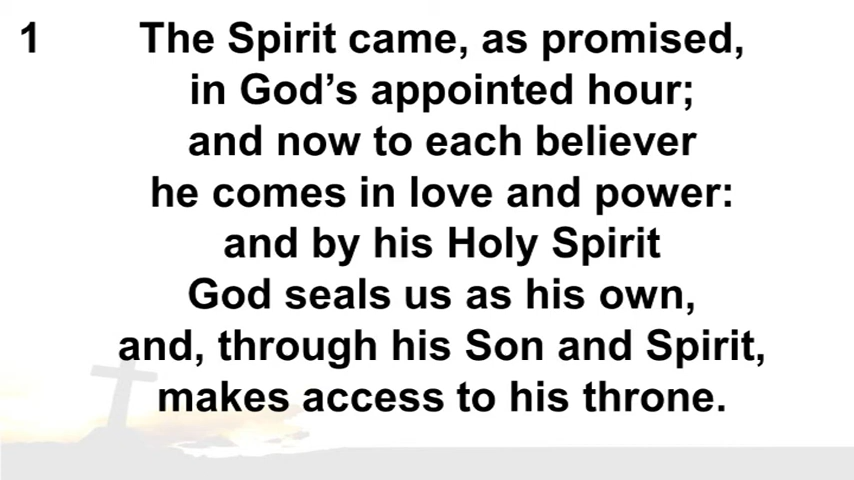 1 The Spirit came, as promised,
in God’s appointed hour;
and now to each believer
he comes in love and power:
and by his Holy Spirit
God seals us as his own,
and, through his Son and Spirit,
makes access to his throne.